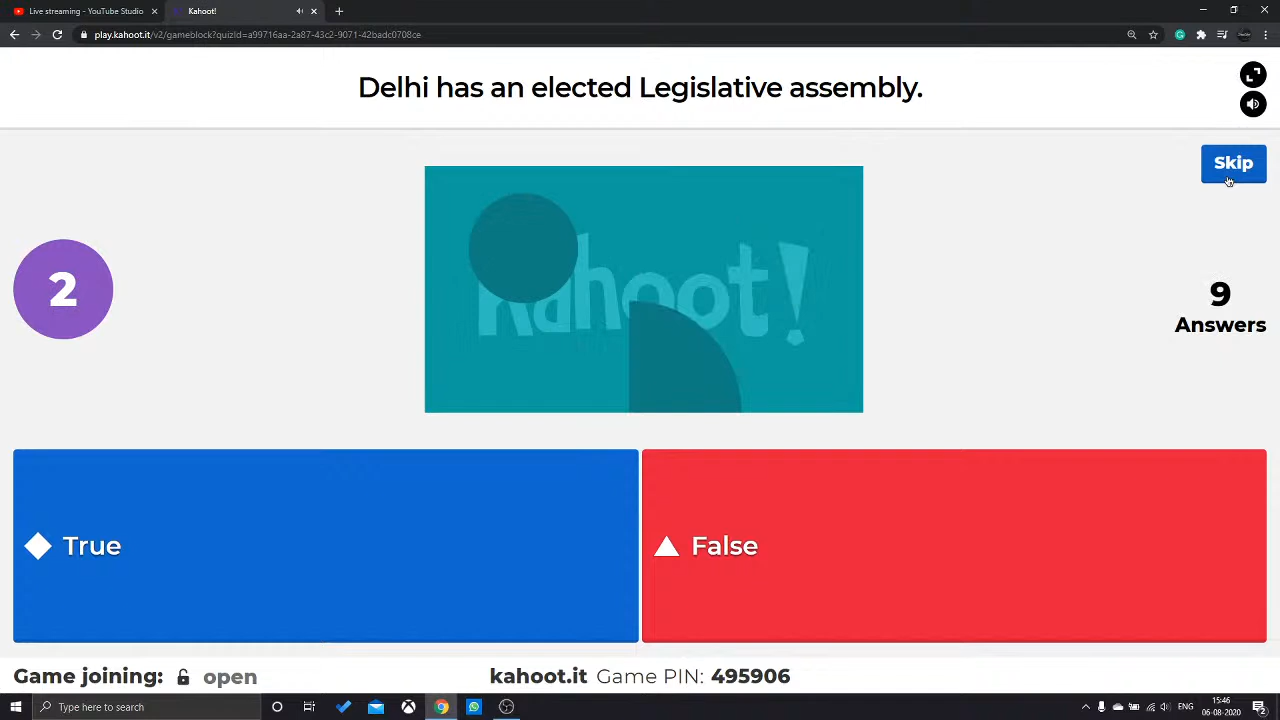 Live streaming - YouTube Studio
Kahoot!
play.kahoot.it/v2/gameblock?quizId=a99716aa-2a87-43c2-9071-42badc0708ce
Delhi has an elected Legislative assembly.
Skip
2
Kahoot!
9
Answers
True
False
Game joining: open
kahoot.it Game PIN: 495906
Type here to search
ENG
15:46
06-08-2020
2